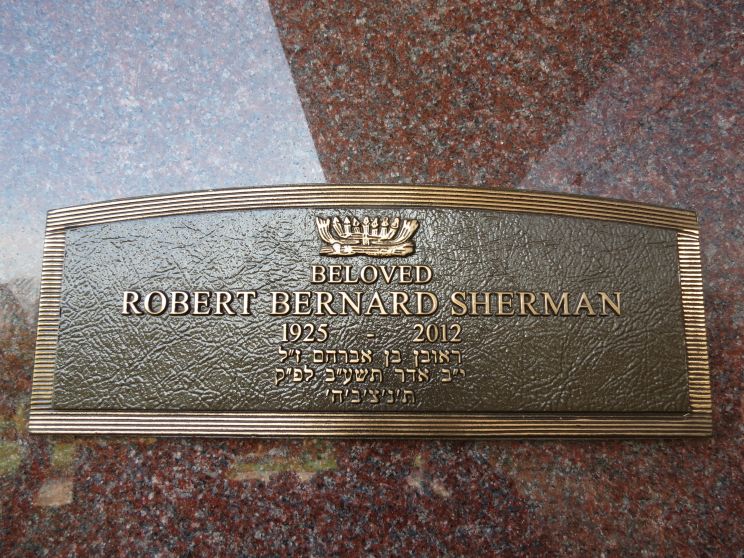 BELOVED
ROBERT BERNARD SHERMAN
1925 - 2012
ראובן בן אברהם ז"ל
י"ב אדר תשע"ב לפ"ק
ת'נ'צ'ב'ה'